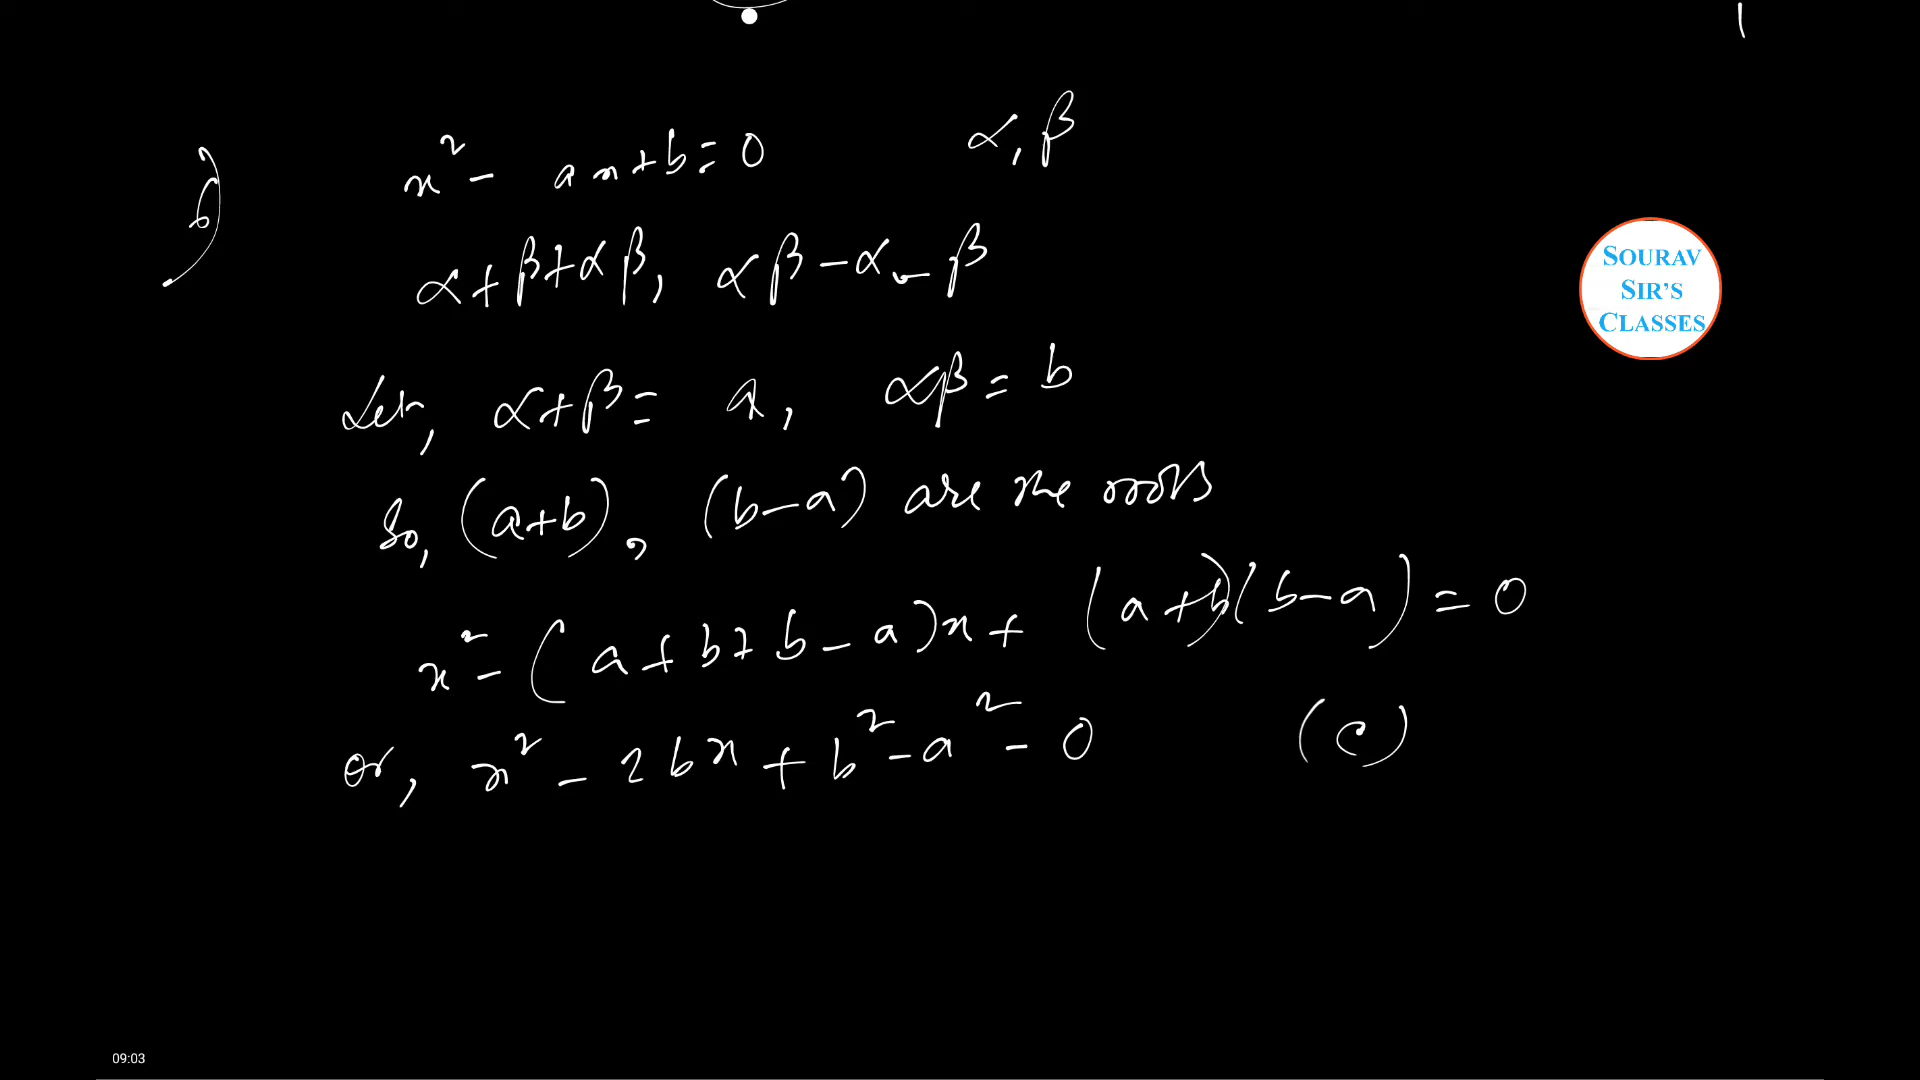 x² - ax+b=0 α, β
6)
α+β+αβ, αβ-α-β
Let, α+β= a, αβ= b
So, (a+b), (b-a) are the roots
x²- (a+b+b-a)x+ (a+b)(b-a)=0
or, x² - 2bx + b²-a²=0 (c)
SOURAV
SIR'S
CLASSES
09:03